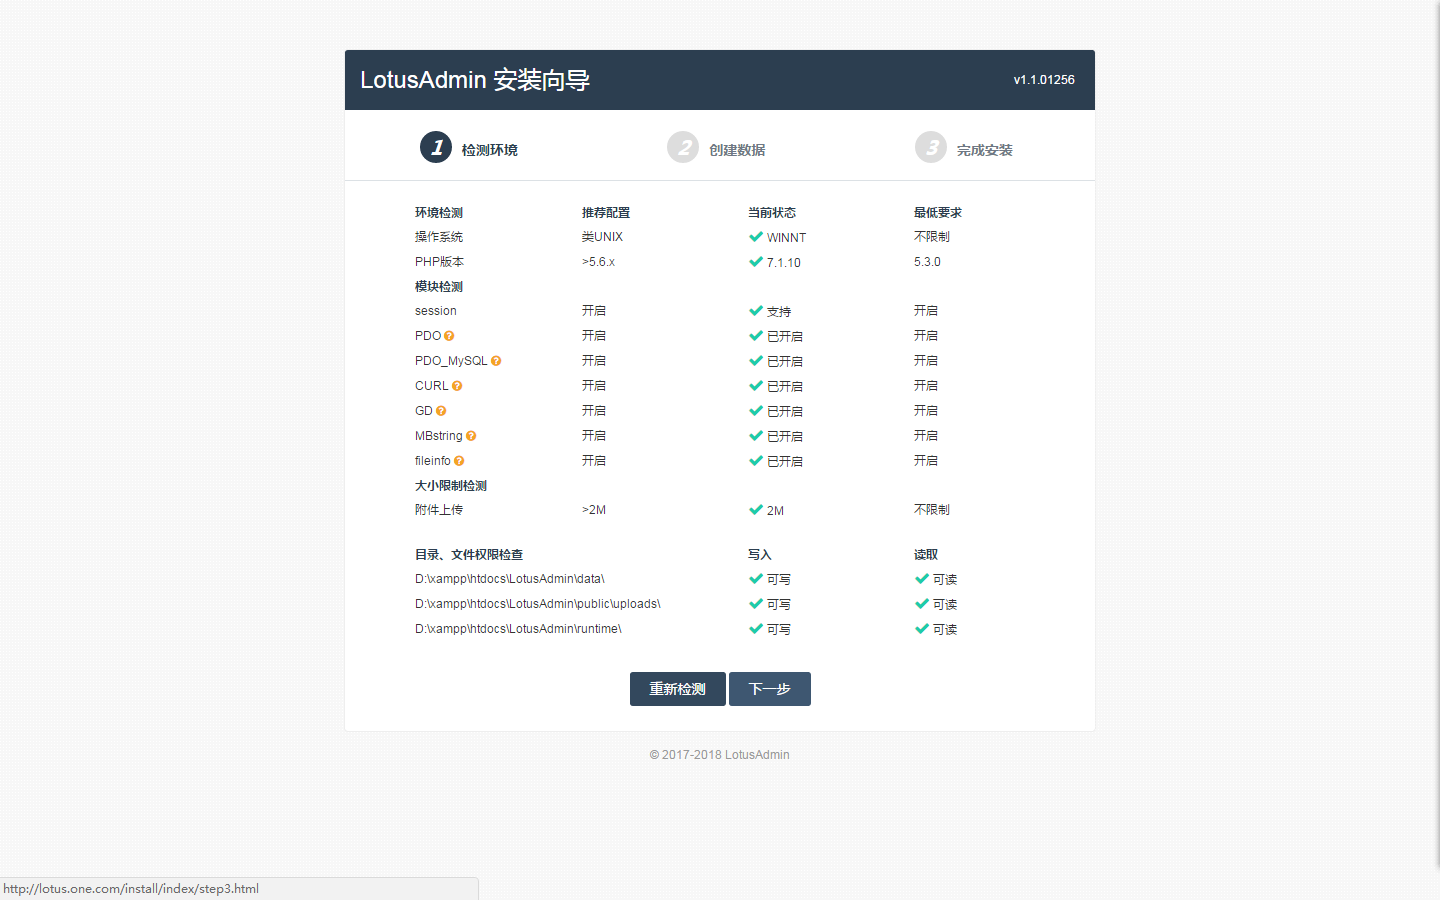 LotusAdmin 安装向导 v1.1.01256
1 检测环境 2 创建数据 3 完成安装
环境检测 推荐配置 当前状态 最低要求
操作系统 类UNIX WINNT 不限制
PHP版本 >5.6.x 7.1.10 5.3.0
模块检测
session 开启 支持 开启
PDO 开启 已开启 开启
PDO_MySQL 开启 已开启 开启
CURL 开启 已开启 开启
GD 开启 已开启 开启
MBstring 开启 已开启 开启
fileinfo 开启 已开启 开启
大小限制检测
附件上传 >2M 2M 不限制
目录、文件权限检查 写入 读取
D:\xampp\htdocs\LotusAdmin\data\ 可写 可读
D:\xampp\htdocs\LotusAdmin\public\uploads\ 可写 可读
D:\xampp\htdocs\LotusAdmin\runtime\ 可写 可读
重新检测 下一步
© 2017-2018 LotusAdmin
http://lotus.one.com/install/index/step3.html